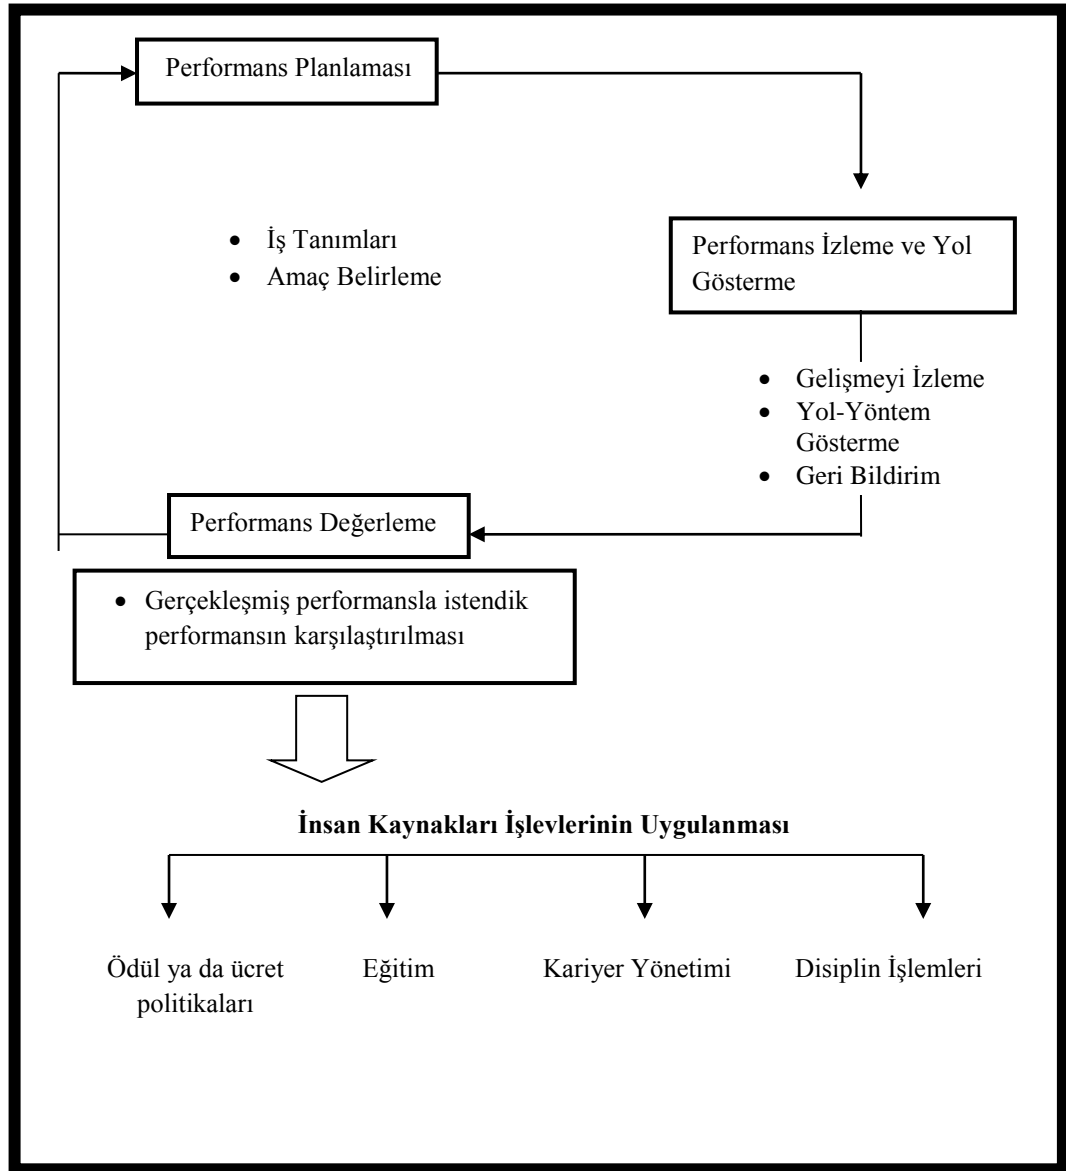 Performans Planlaması
• İş Tanımları
• Amaç Belirleme
Performans İzleme ve Yol
Gösterme
• Gelişmeyi İzleme
• Yol-Yöntem
Gösterme
• Geri Bildirim
Performans Değerleme
• Gerçekleşmiş performansla istendik
performansın karşılaştırılması
İnsan Kaynakları İşlevlerinin Uygulanması
Ödül ya da ücret
politikaları
Eğitim
Kariyer Yönetimi
Disiplin İşlemleri